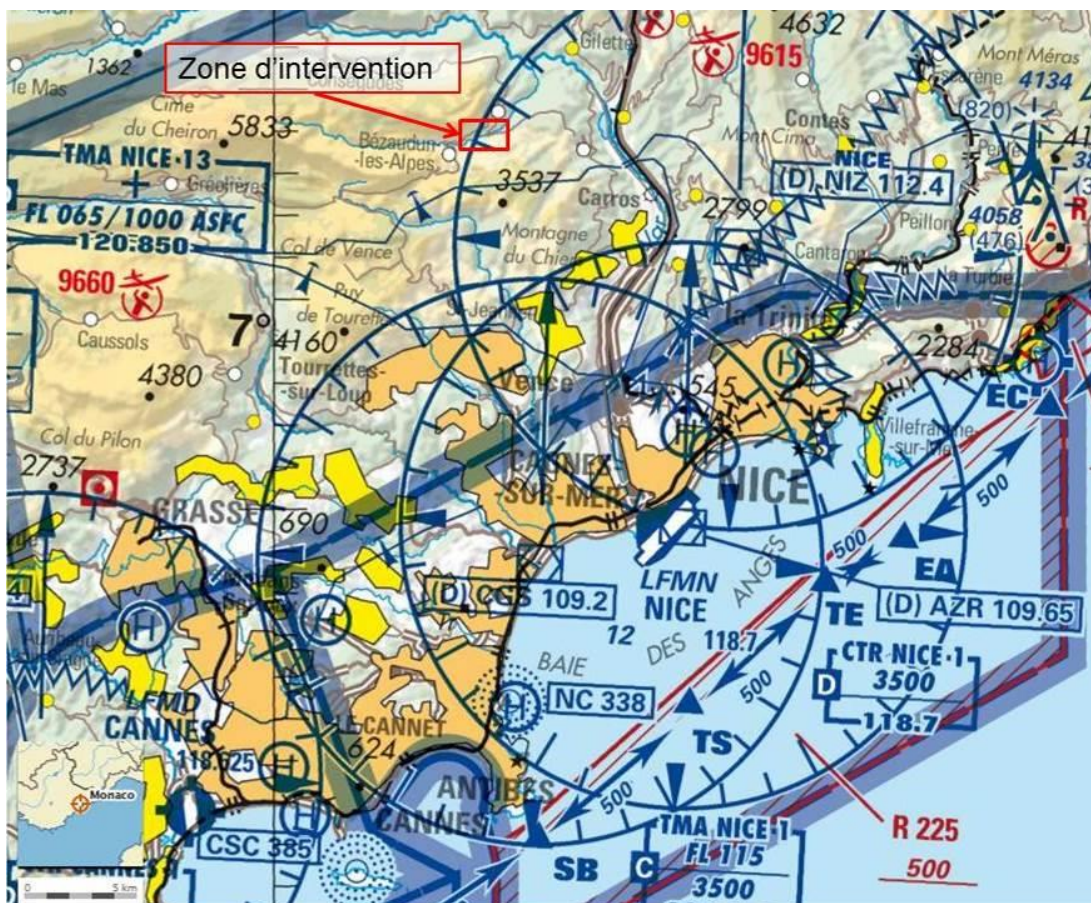 4632
Gilette
9615
Mont Méras
4134
1362
le Mas
Zone d'intervention
Cime
du Cheiron
5833
Bézaudun
-les-Alpes
Contes
(820)
Mont Cima
TMA NICE·13
Gréolières
FL 065/1000 ASFC
120·850
3537
Carros
NICE
(D) NIZ 112.4
2799
Peillon
4058
(476)
Cantaron
la Turbie
Col de Vence
Montagne
du Chie
9660
Puy
de Tourrette
St-Jeannet
la Trinité
Caussols
7°
4160
Tourrettes-
-sur-Loup
Vence
2284
4380
545
EC
Col du Pilon
Villefranche
-sur-Mer
2737
GRASSE
CAGNES-
-SUR-MER
NICE
500
690
500
EA
(D) CGS 109.2
LFMN
NICE
12
ANGES
TE
(D) AZR 109.65
118.7
DES
BAIE
CTR NICE·1
3500
D
118.7
NC 338
500
LFMD
CANNES
118.625
LE CANNET
624
TS
ANTIBES
CANNES
500
Monaco
R 225
500
CSC 385
SB
TMA NICE·1
C
FL 115
3500
0 5 km